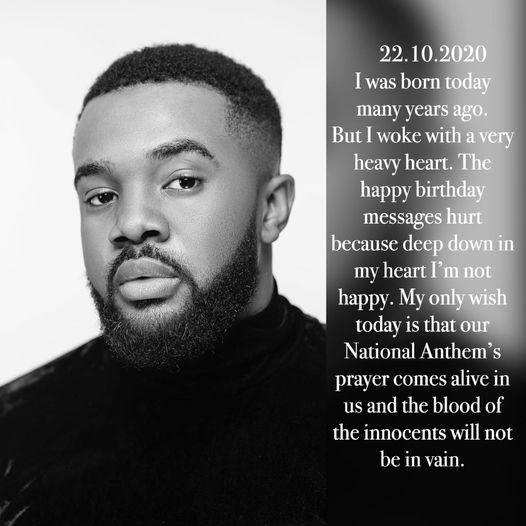 22.10.2020
I was born today
many years ago.
But I woke with a very
heavy heart. The
happy birthday
messages hurt
because deep down in
my heart I’m not
happy. My only wish
today is that our
National Anthem’s
prayer comes alive in
us and the blood of
the innocents will not
be in vain.